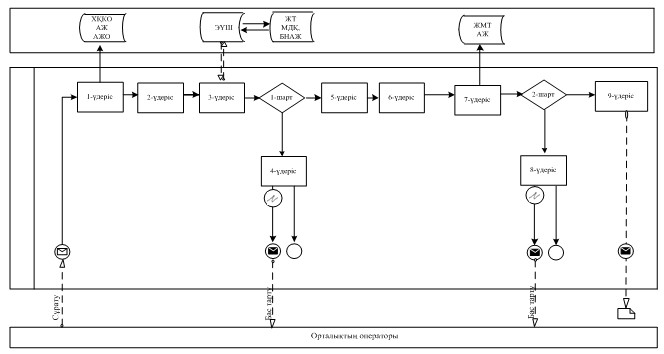 ХҚКО
АЖ
АЖО
ЭҮШ
ЖТ
МДҚ,
БНАЖ
ЖМТ
АЖ
1-үдеріс
2-үдеріс
3-үдеріс
1-шарт
5-үдеріс
6-үдеріс
7-үдеріс
2-шарт
9-үдеріс
4-үдеріс
8-үдеріс
Сұрату
Бас тарту
Бас тарту
Орталықтың операторы